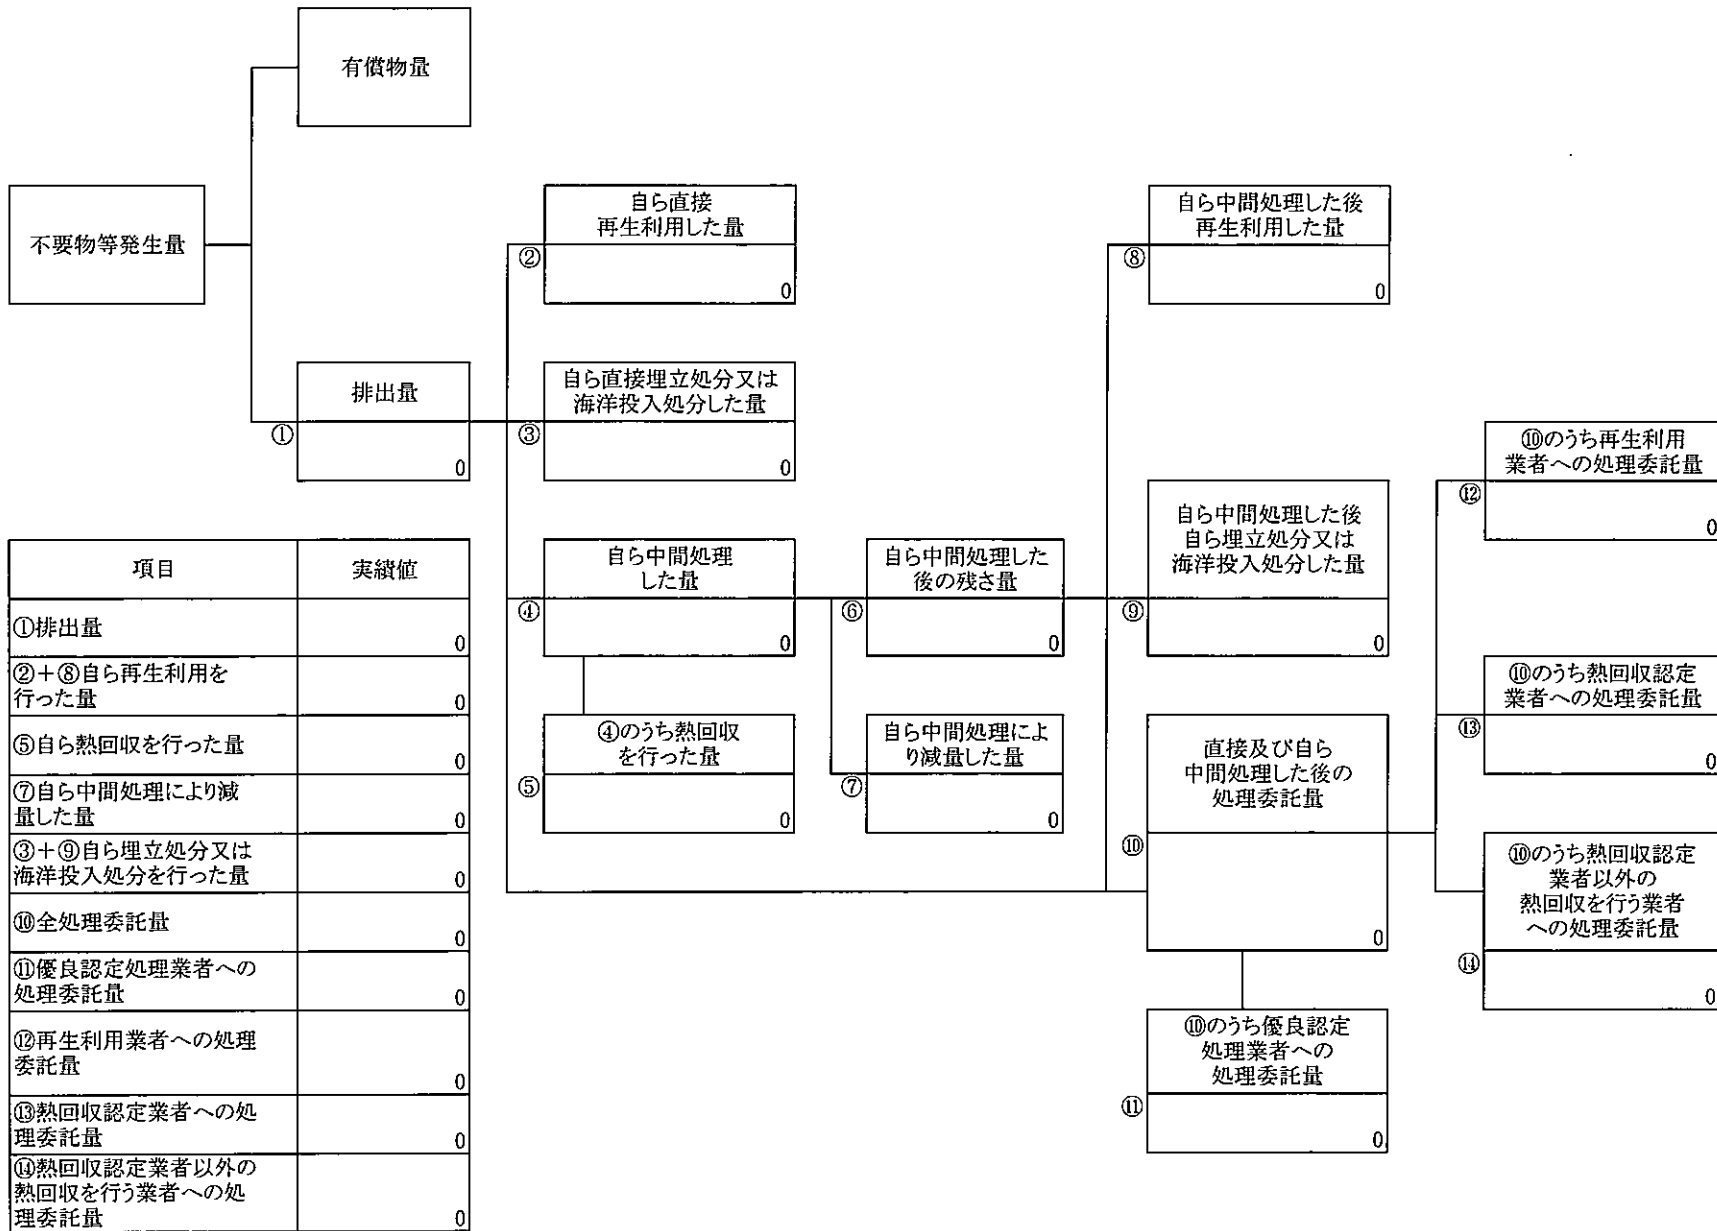 有償物量
不要物等発生量
自ら直接
再生利用した量
②
0
自ら中間処理した後
再生利用した量
⑧
0
排出量
①
0
自ら直接埋立処分又は
海洋投入処分した量
③
0
⑩のうち再生利用
業者への処理委託量
⑫
0
自ら中間処理
した量
④
0
自ら中間処理した
後の残さ量
⑥
0
自ら中間処理した後
自ら埋立処分又は
海洋投入処分した量
⑨
0
⑩のうち熱回収認定
業者への処理委託量
⑬
0
④のうち熱回収
を行った量
⑤
0
自ら中間処理によ
り減量した量
⑦
0
直接及び自ら
中間処理した後の
処理委託量
⑩
0
⑩のうち熱回収認定
業者以外の
熱回収を行う業者
への処理委託量
⑭
0
⑩のうち優良認定
処理業者への
処理委託量
⑪
0
項目 実績値
①排出量
0
②+⑧自ら再生利用を
行った量
0
⑤自ら熱回収を行った量
0
⑦自ら中間処理により減
量した量
0
③+⑨自ら埋立処分又は
海洋投入処分を行った量
0
⑩全処理委託量
0
⑪優良認定処理業者への
処理委託量
0
⑫再生利用業者への処理
委託量
0
⑬熱回収認定業者への処
理委託量
0
⑭熱回収認定業者以外の
熱回収を行う業者への処
理委託量
0